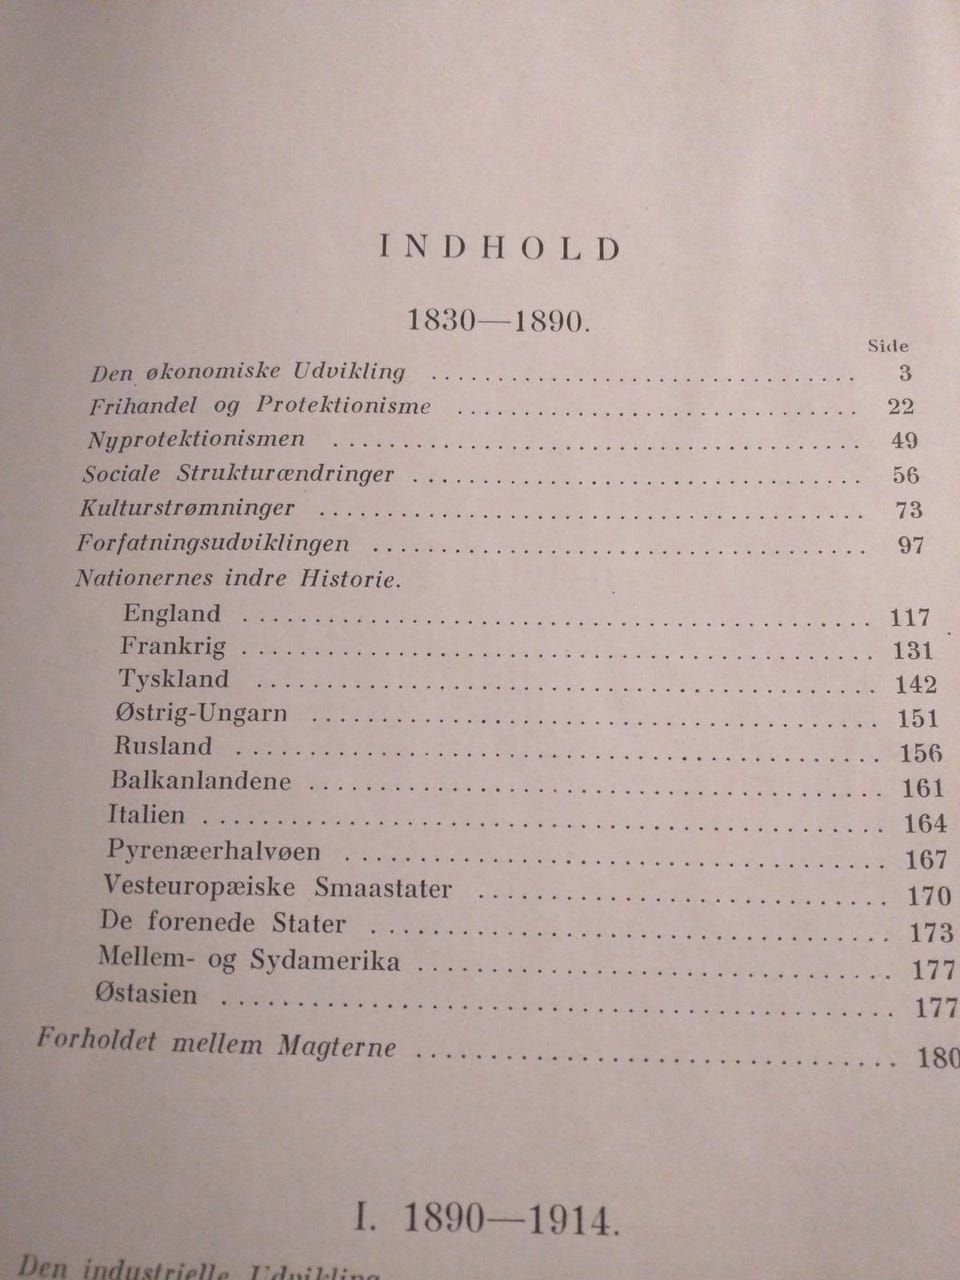 INDHOLD
1830—1890.
Side
Den økonomiske Udvikling ................................ 3
Frihandel og Protektionisme .............................. 22
Nyprotektionismen ....................................... 49
Sociale Strukturændringer ................................. 56
Kulturstrømninger ........................................ 73
Forfatningsudviklingen .................................... 97
Nationernes indre Historie.
England ............................................. 117
Frankrig ............................................. 131
Tyskland ............................................ 142
Østrig-Ungarn ........................................ 151
Rusland ............................................. 156
Balkanlandene ........................................ 161
Italien ............................................... 164
Pyrenæerhalvøen ..................................... 167
Vesteuropæiske Smaastater ............................ 170
De forenede Stater ................................... 173
Mellem- og Sydamerika ................................ 177
Østasien ............................................. 177
Forholdet mellem Magterne ................................ 180
I. 1890—1914.
Den industrielle Udvikling